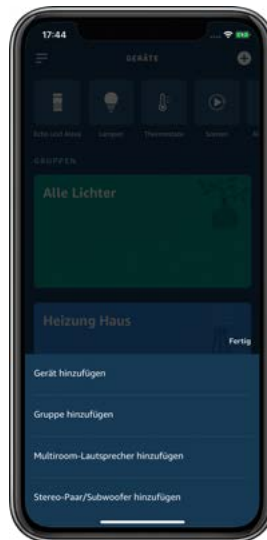 17:44
GERÄTE
Echo und Alexa
Lampen
Thermostate
Szenen
GRUPPEN
Alle Lichter
Heizung Haus
Fertig
Gerät hinzufügen
Gruppe hinzufügen
Multiroom-Lautsprecher hinzufügen
Stereo-Paar/Subwoofer hinzufügen